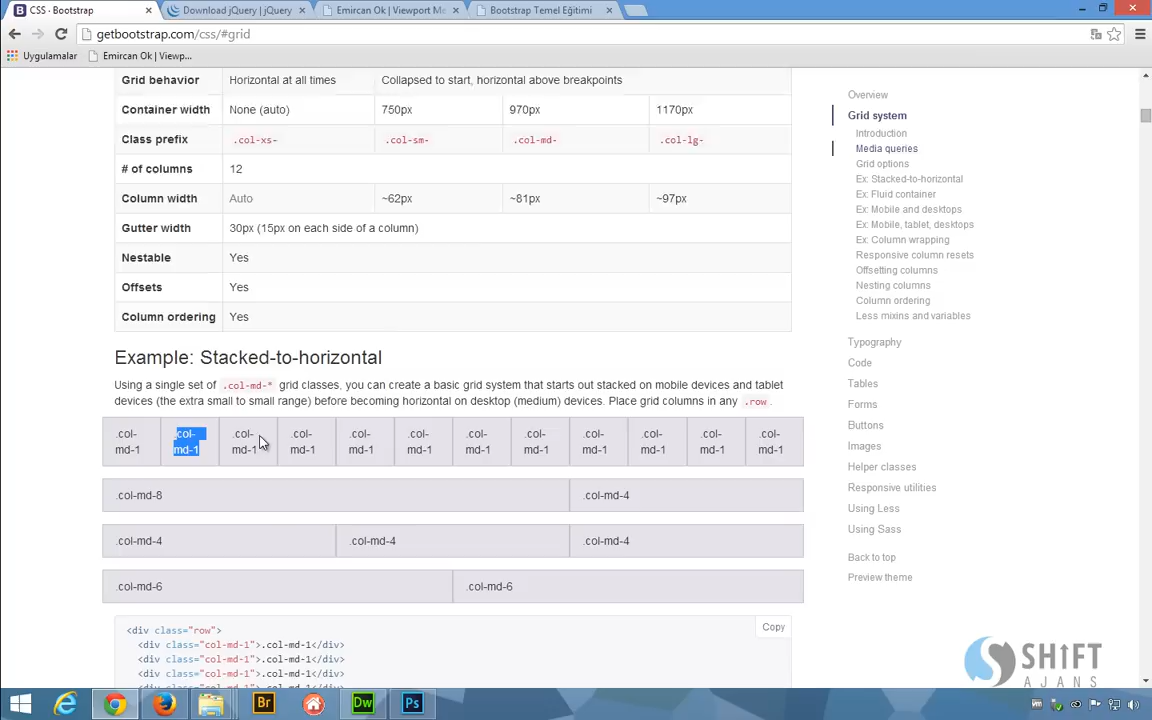 CSS · Bootstrap
Download jQuery | jQuery
Emircan Ok | Viewport M
Bootstrap Temel Eğitimi
getbootstrap.com/css/#grid
Uygulamalar
Emircan Ok | Viewp...
Grid behavior Horizontal at all times Collapsed to start, horizontal above breakpoints
Container width None (auto) 750px 970px 1170px
Class prefix .col-xs- .col-sm- .col-md- .col-lg-
# of columns 12
Column width Auto ~62px ~81px ~97px
Gutter width 30px (15px on each side of a column)
Nestable Yes
Offsets Yes
Column ordering Yes
Example: Stacked-to-horizontal
Using a single set of .col-md-* grid classes, you can create a basic grid system that starts out stacked on mobile devices and tablet
devices (the extra small to small range) before becoming horizontal on desktop (medium) devices. Place grid columns in any .row.
.col- .col- .col- .col- .col- .col- .col- .col- .col- .col- .col- .col-
md-1 md-1 md-1 md-1 md-1 md-1 md-1 md-1 md-1 md-1 md-1 md-1
.col-md-8 .col-md-4
.col-md-4 .col-md-4 .col-md-4
.col-md-6 .col-md-6
Copy
<div class="row">
<div class="col-md-1">.col-md-1</div>
<div class="col-md-1">.col-md-1</div>
<div class="col-md-1">.col-md-1</div>
Overview
Grid system
Introduction
Media queries
Grid options
Ex: Stacked-to-horizontal
Ex: Fluid container
Ex: Mobile and desktops
Ex: Mobile, tablet, desktops
Ex: Column wrapping
Responsive column resets
Offsetting columns
Nesting columns
Column ordering
Less mixins and variables
Typography
Code
Tables
Forms
Buttons
Images
Helper classes
Responsive utilities
Using Less
Using Sass
Back to top
Preview theme
SHiFT
AJANS
Br
Dw
Ps